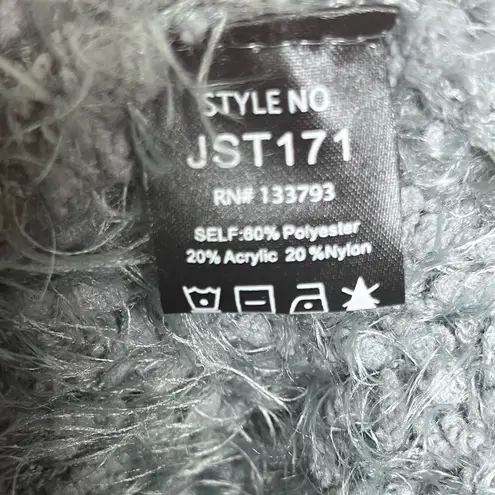 STYLE NO
JST171
RN# 133793
SELF:60% Polyester
20% Acrylic 20 %Nylon